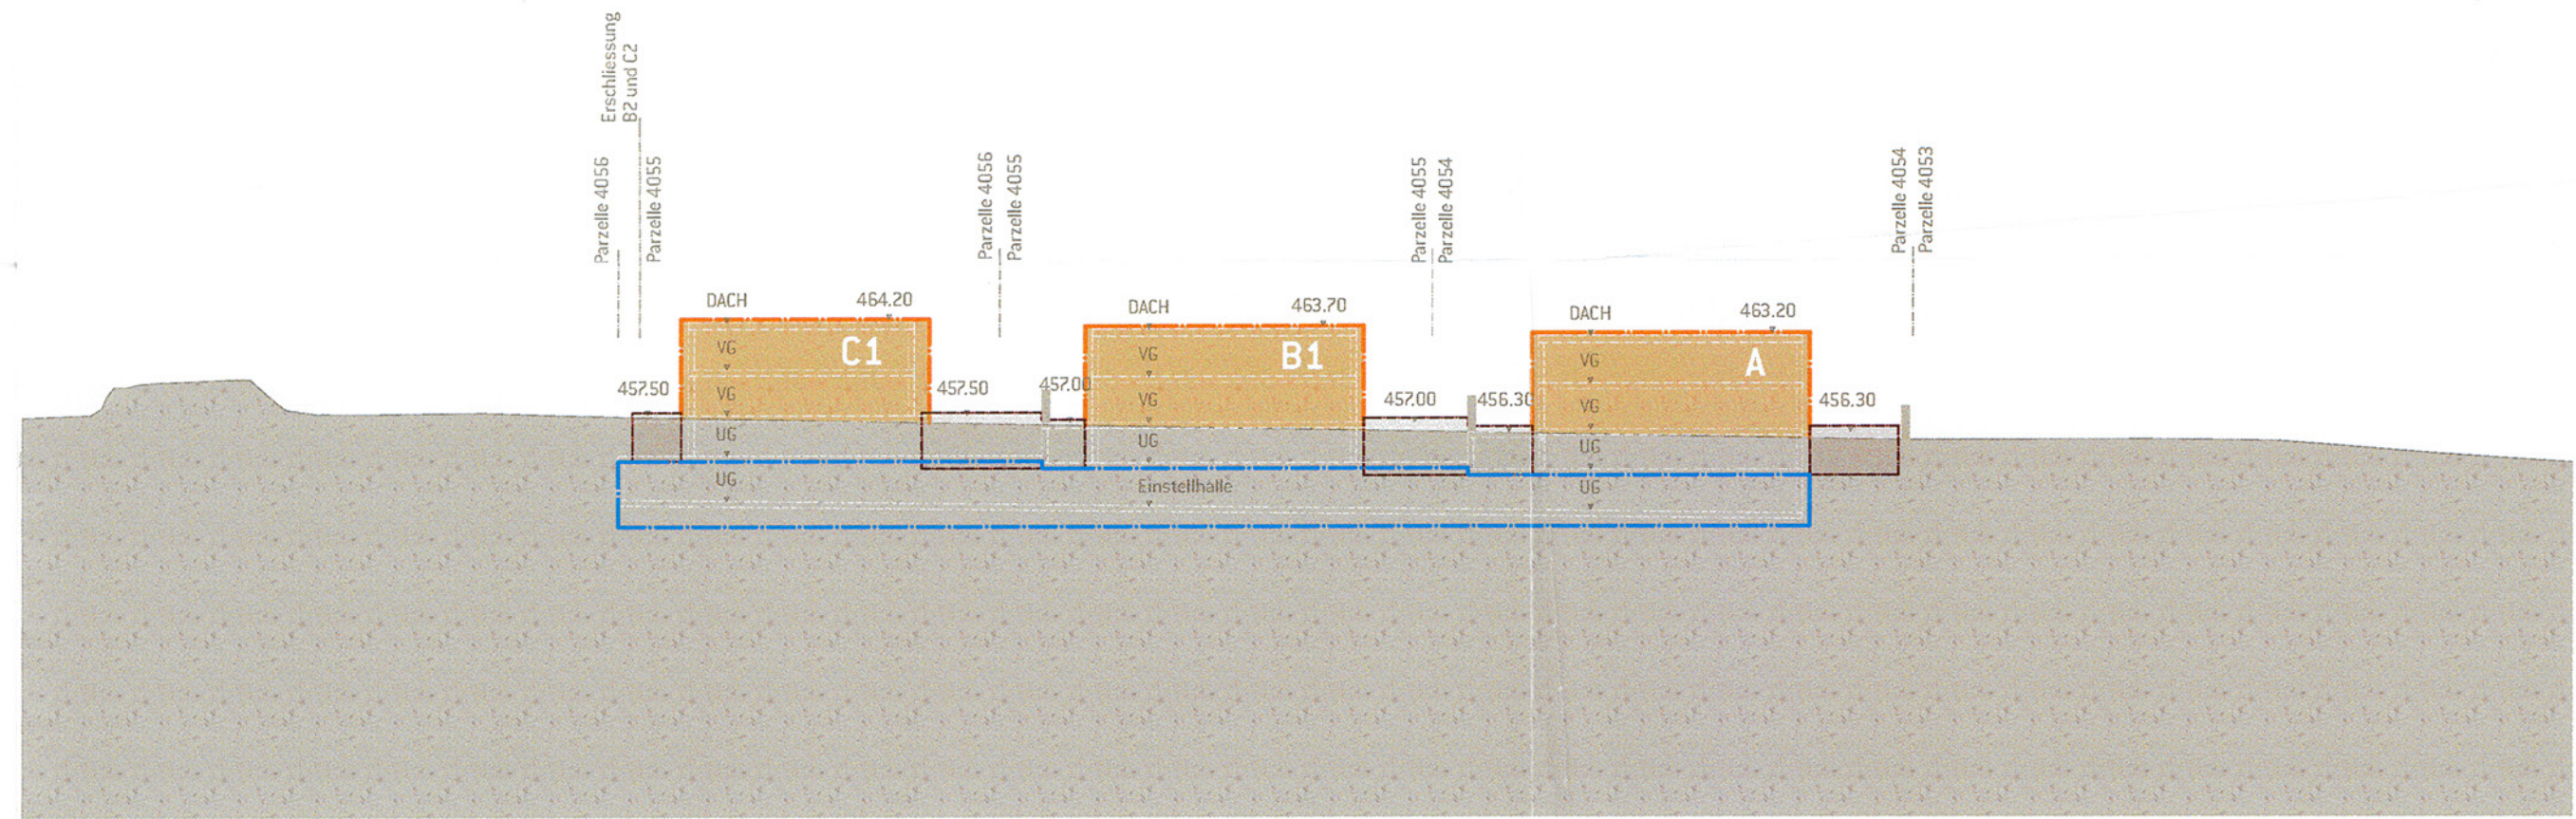 Erschliessung
B2 und C2
Parzelle 4056
Parzelle 4055
Parzelle 4056
Parzelle 4055
Parzelle 4055
Parzelle 4054
Parzelle 4054
Parzelle 4053
DACH 464.20
DACH 463.70
DACH 463.20
VG C1
VG B1
VG A
457.50
VG
457.50
457.00
VG
457.00
456.30
VG
456.30
UG
UG
UG
UG
Einstellhalle
UG